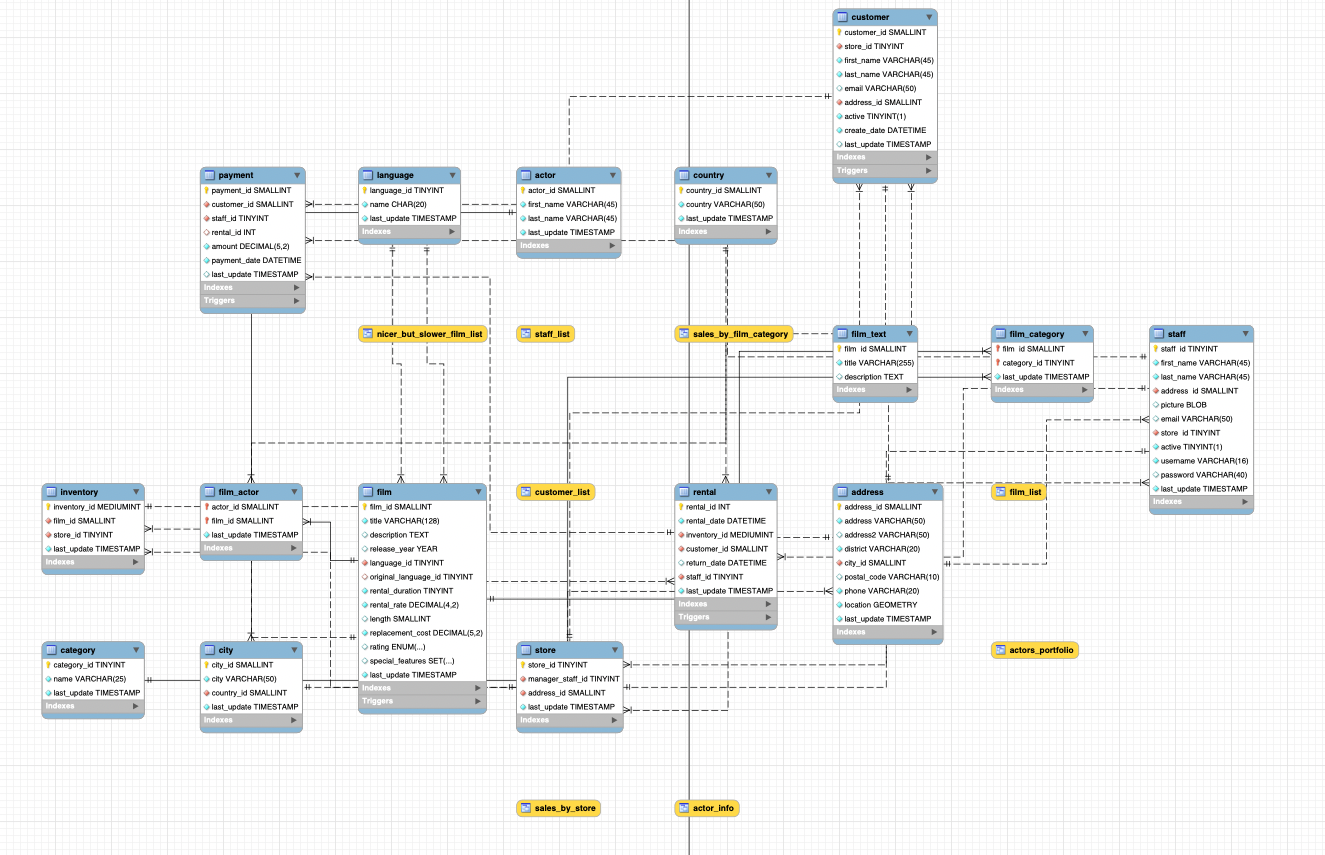 customer
customer_id SMALLINT
store_id TINYINT
first_name VARCHAR(45)
last_name VARCHAR(45)
email VARCHAR(50)
address_id SMALLINT
active TINYINT(1)
create_date DATETIME
last_update TIMESTAMP
Indexes
Triggers
payment
payment_id SMALLINT
customer_id SMALLINT
staff_id TINYINT
rental_id INT
amount DECIMAL(5,2)
payment_date DATETIME
last_update TIMESTAMP
Indexes
Triggers
language
language_id TINYINT
name CHAR(20)
last_update TIMESTAMP
Indexes
actor
actor_id SMALLINT
first_name VARCHAR(45)
last_name VARCHAR(45)
last_update TIMESTAMP
Indexes
country
country_id SMALLINT
country VARCHAR(50)
last_update TIMESTAMP
Indexes
nicer_but_slower_film_list
staff_list
sales_by_film_category
film_text
film_id SMALLINT
title VARCHAR(255)
description TEXT
Indexes
film_category
film_id SMALLINT
category_id TINYINT
last_update TIMESTAMP
Indexes
staff
staff_id TINYINT
first_name VARCHAR(45)
last_name VARCHAR(45)
address_id SMALLINT
picture BLOB
email VARCHAR(50)
store_id TINYINT
active TINYINT(1)
username VARCHAR(16)
password VARCHAR(40)
last_update TIMESTAMP
Indexes
inventory
inventory_id MEDIUMINT
film_id SMALLINT
store_id TINYINT
last_update TIMESTAMP
Indexes
film_actor
actor_id SMALLINT
film_id SMALLINT
last_update TIMESTAMP
Indexes
film
film_id SMALLINT
title VARCHAR(128)
description TEXT
release_year YEAR
language_id TINYINT
original_language_id TINYINT
rental_duration TINYINT
rental_rate DECIMAL(4,2)
length SMALLINT
replacement_cost DECIMAL(5,2)
rating ENUM(...)
special_features SET(...)
last_update TIMESTAMP
Indexes
Triggers
customer_list
rental
rental_id INT
rental_date DATETIME
inventory_id MEDIUMINT
customer_id SMALLINT
return_date DATETIME
staff_id TINYINT
last_update TIMESTAMP
Indexes
Triggers
address
address_id SMALLINT
address VARCHAR(50)
address2 VARCHAR(50)
district VARCHAR(20)
city_id SMALLINT
postal_code VARCHAR(10)
phone VARCHAR(20)
location GEOMETRY
last_update TIMESTAMP
Indexes
film_list
category
category_id TINYINT
name VARCHAR(25)
last_update TIMESTAMP
Indexes
city
city_id SMALLINT
city VARCHAR(50)
country_id SMALLINT
last_update TIMESTAMP
Indexes
store
store_id TINYINT
manager_staff_id TINYINT
address_id SMALLINT
last_update TIMESTAMP
Indexes
actors_portfolio
sales_by_store
actor_info